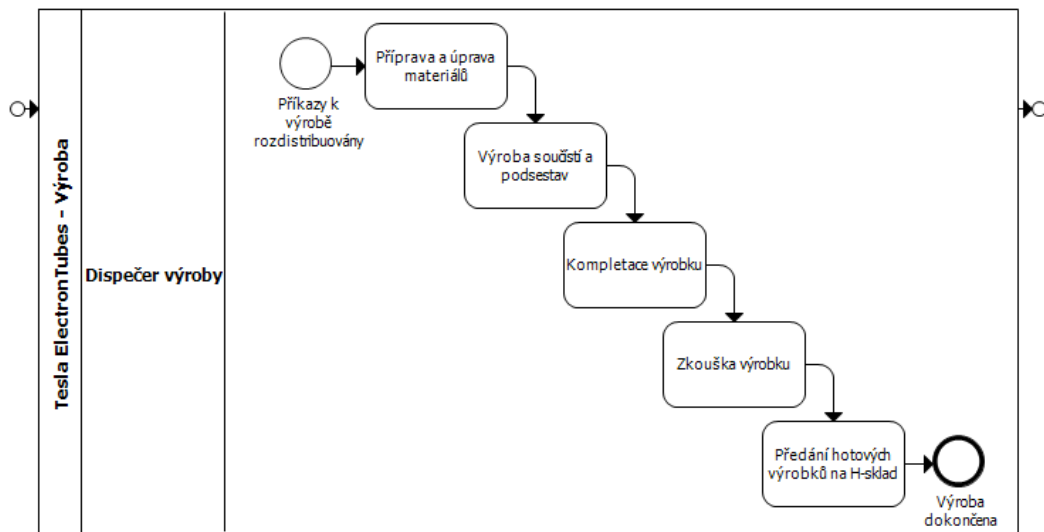 Tesla ElectronTubes - Výroba
Dispečer výroby
Příkazy k
výrobě
rozdistribuovány
Příprava a úprava
materiálů
Výroba součistí a
podsestav
Kompletace výrobku
Zkouška výrobku
Předání hotových
výrobků na H-sklad
Výroba
dokončena